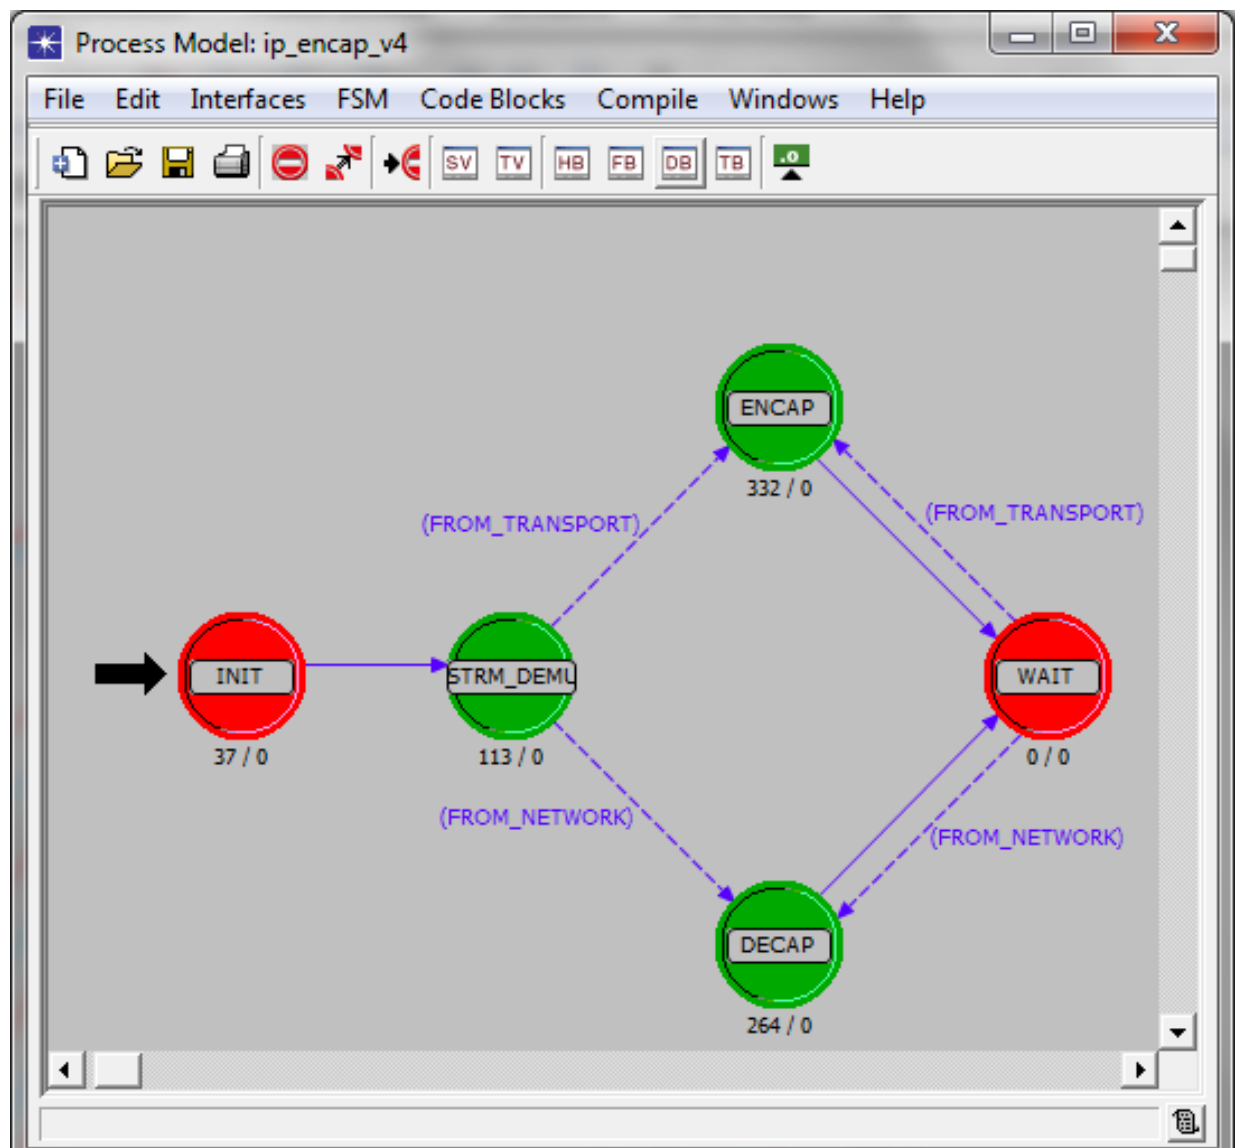 Process Model: ip_encap_v4
File Edit Interfaces FSM Code Blocks Compile Windows Help
SV TV HB FB DB TB .0
ENCAP
332 / 0
(FROM_TRANSPORT)
(FROM_TRANSPORT)
INIT
37 / 0
STRM_DEMU
113 / 0
WAIT
0 / 0
(FROM_NETWORK)
(FROM_NETWORK)
DECAP
264 / 0